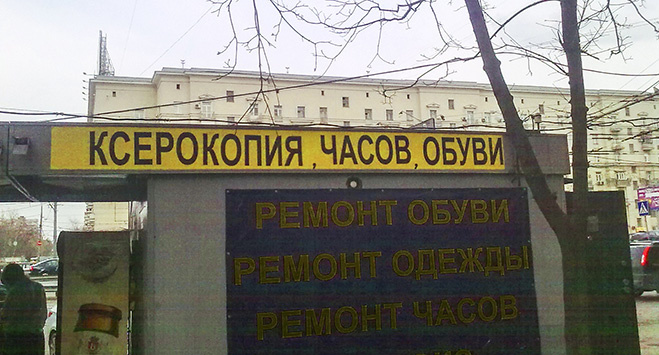 КСЕРОКОПИЯ, ЧАСОВ, ОБУВИ
РЕМОНТ ОБУВИ
РЕМОНТ ОДЕЖДЫ
РЕМОНТ ЧАСОВ